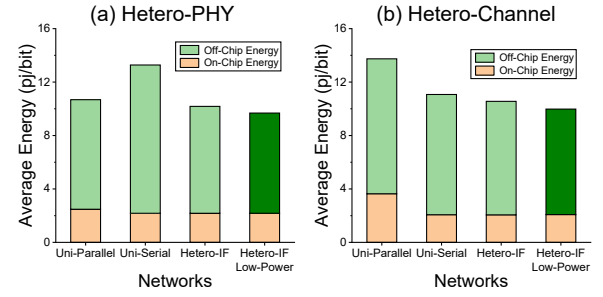 (a) Hetero-PHY
Average Energy (pj/bit)
16
12
8
4
0
Off-Chip Energy
On-Chip Energy
Uni-Parallel
Uni-Serial
Hetero-IF
Hetero-IF
Low-Power
Networks
(b) Hetero-Channel
Average Energy (pj/bit)
16
12
8
4
0
Off-Chip Energy
On-Chip Energy
Uni-Parallel
Uni-Serial
Hetero-IF
Hetero-IF
Low-Power
Networks